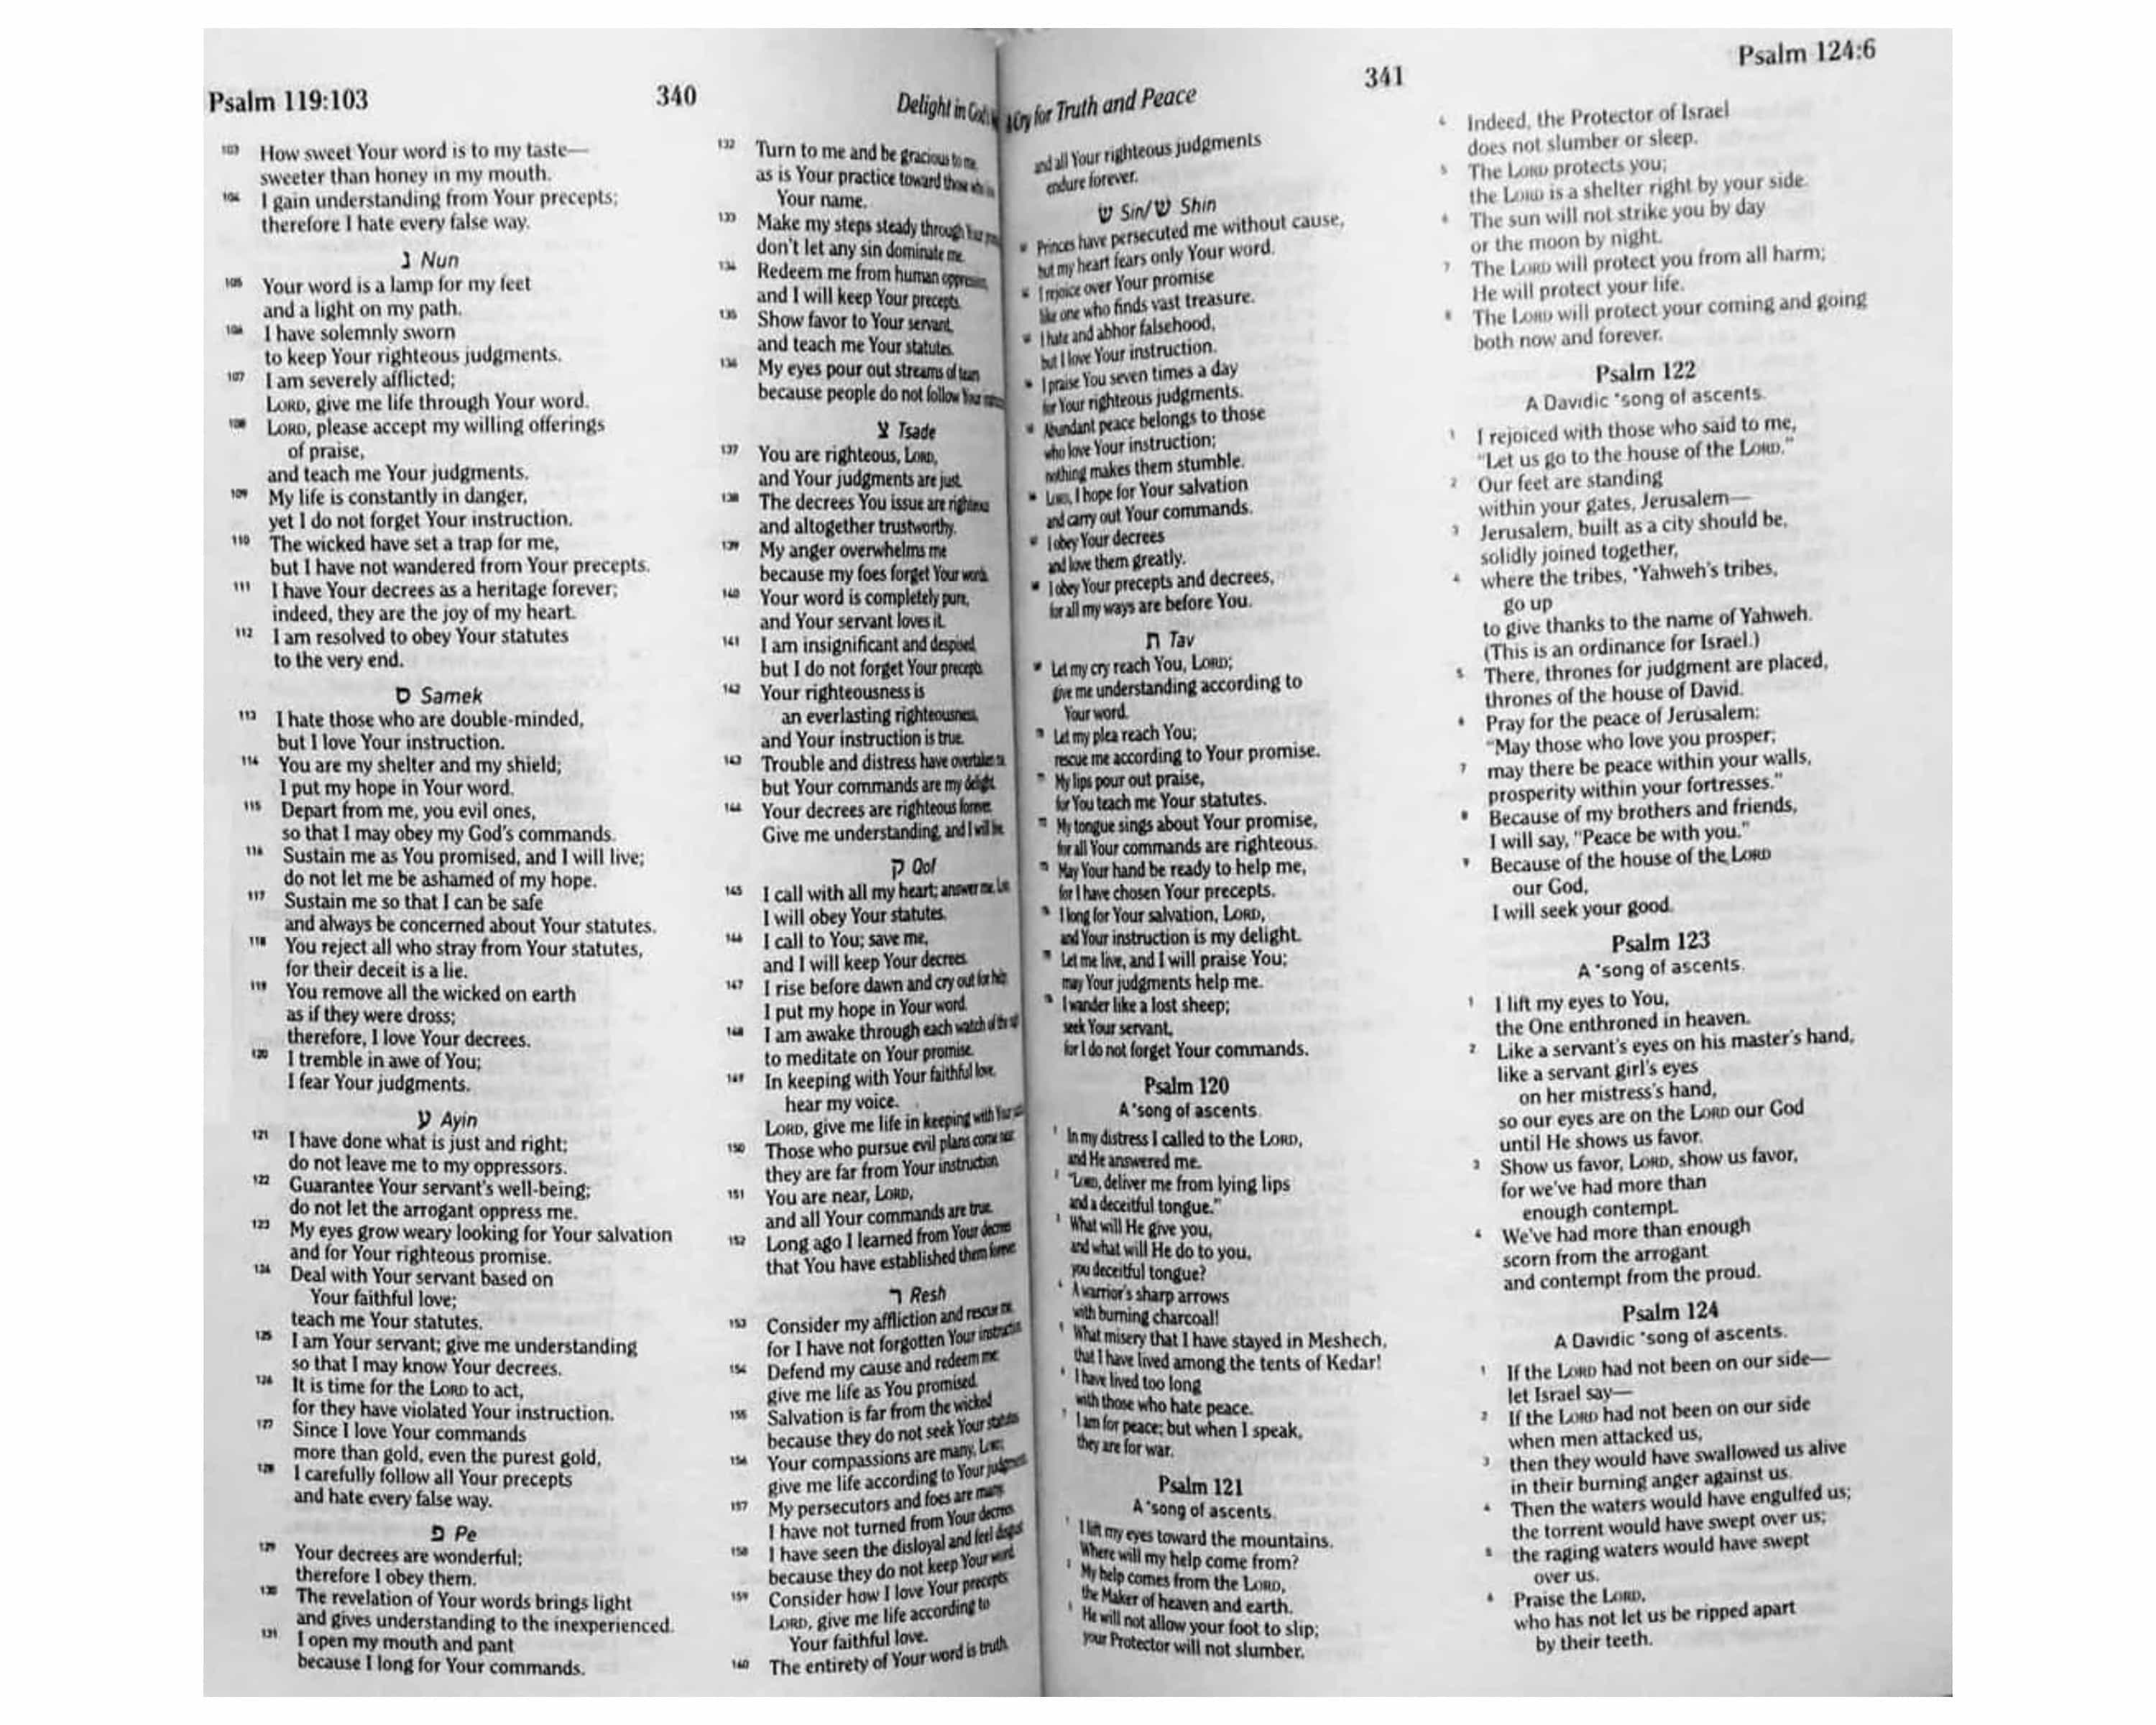 Psalm 119:103
340
Delight in God's
103 How sweet Your word is to my taste—
sweeter than honey in my mouth.
104 I gain understanding from Your precepts;
therefore I hate every false way.
נ Nun
105 Your word is a lamp for my feet
and a light on my path.
106 I have solemnly sworn
to keep Your righteous judgments.
107 I am severely afflicted;
LORD, give me life through Your word.
108 LORD, please accept my willing offerings
of praise,
and teach me Your judgments.
109 My life is constantly in danger,
yet I do not forget Your instruction.
110 The wicked have set a trap for me,
but I have not wandered from Your precepts.
111 I have Your decrees as a heritage forever;
indeed, they are the joy of my heart.
112 I am resolved to obey Your statutes
to the very end.
ס Samek
113 I hate those who are double-minded,
but I love Your instruction.
114 You are my shelter and my shield;
I put my hope in Your word.
115 Depart from me, you evil ones,
so that I may obey my God's commands.
116 Sustain me as You promised, and I will live;
do not let me be ashamed of my hope.
117 Sustain me so that I can be safe
and always be concerned about Your statutes.
118 You reject all who stray from Your statutes,
for their deceit is a lie.
119 You remove all the wicked on earth
as if they were dross;
therefore, I love Your decrees.
120 I tremble in awe of You;
I fear Your judgments.
ע Ayin
121 I have done what is just and right;
do not leave me to my oppressors.
122 Guarantee Your servant's well-being;
do not let the arrogant oppress me.
123 My eyes grow weary looking for Your salvation
and for Your righteous promise.
124 Deal with Your servant based on
Your faithful love;
teach me Your statutes.
125 I am Your servant; give me understanding
so that I may know Your decrees.
126 It is time for the LORD to act,
for they have violated Your instruction.
127 Since I love Your commands
more than gold, even the purest gold,
128 I carefully follow all Your precepts
and hate every false way.
פ Pe
129 Your decrees are wonderful;
therefore I obey them.
130 The revelation of Your words brings light
and gives understanding to the inexperienced.
131 I open my mouth and pant
because I long for Your commands.
132 Turn to me and be gracious to me,
as is Your practice toward those who
Your name.
133 Make my steps steady through Your
don't let any sin dominate me.
134 Redeem me from human oppression,
and I will keep Your precepts.
135 Show favor to Your servant,
and teach me Your statutes.
136 My eyes pour out streams of tears
because people do not follow Your
צ Tsade
137 You are righteous, LORD,
and Your judgments are just.
138 The decrees You issue are righteous
and altogether trustworthy.
139 My anger overwhelms me
because my foes forget Your words.
140 Your word is completely pure,
and Your servant loves it.
141 I am insignificant and despised,
but I do not forget Your precepts.
142 Your righteousness is
an everlasting righteousness,
and Your instruction is true.
143 Trouble and distress have overtaken me,
but Your commands are my delight.
144 Your decrees are righteous forever.
Give me understanding, and I will live.
ק Qof
145 I call with all my heart; answer me,
I will obey Your statutes.
146 I call to You; save me,
and I will keep Your decrees.
147 I rise before dawn and cry out for help;
I put my hope in Your word.
148 I am awake through each watch of the
to meditate on Your promise.
149 In keeping with Your faithful love,
hear my voice.
LORD, give me life in keeping with Your
150 Those who pursue evil plans come near;
they are far from Your instruction.
151 You are near, LORD,
and all Your commands are true.
152 Long ago I learned from Your decrees
that You have established them forever.
ר Resh
153 Consider my affliction and rescue me,
for I have not forgotten Your instruction.
154 Defend my cause and redeem me;
give me life as You promised.
155 Salvation is far from the wicked
because they do not seek Your statutes.
156 Your compassions are many, LORD;
give me life according to Your judgments.
157 My persecutors and foes are many.
I have not turned from Your decrees.
158 I have seen the disloyal and feel disgust
because they do not keep Your word.
159 Consider how I love Your precepts;
LORD, give me life according to
Your faithful love.
160 The entirety of Your word is truth,
A Cry for Truth and Peace
341
Psalm 124:6
and all Your righteous judgments
endure forever.
שׂ Sin/שׁ Shin
Princes have persecuted me without cause,
but my heart fears only Your word.
I rejoice over Your promise
like one who finds vast treasure.
I hate and abhor falsehood,
but I love Your instruction.
I praise You seven times a day
for Your righteous judgments.
Abundant peace belongs to those
who love Your instruction;
nothing makes them stumble.
LORD, I hope for Your salvation
and carry out Your commands.
I obey Your decrees
and love them greatly.
I obey Your precepts and decrees,
for all my ways are before You.
ת Tav
Let my cry reach You, LORD;
give me understanding according to
Your word.
Let my plea reach You;
rescue me according to Your promise.
My lips pour out praise,
for You teach me Your statutes.
My tongue sings about Your promise,
for all Your commands are righteous.
May Your hand be ready to help me,
for I have chosen Your precepts.
I long for Your salvation, LORD,
and Your instruction is my delight.
Let me live, and I will praise You;
may Your judgments help me.
I wander like a lost sheep;
seek Your servant,
for I do not forget Your commands.
Psalm 120
A *song of ascents.
1 In my distress I called to the LORD,
and He answered me.
2 "LORD, deliver me from lying lips
and a deceitful tongue."
3 What will He give you,
and what will He do to you,
you deceitful tongue?
4 A warrior's sharp arrows
with burning charcoal!
5 What misery that I have stayed in Meshech,
that I have lived among the tents of Kedar!
6 I have lived too long
with those who hate peace.
7 I am for peace; but when I speak,
they are for war.
Psalm 121
A *song of ascents.
1 I lift my eyes toward the mountains.
Where will my help come from?
2 My help comes from the LORD,
the Maker of heaven and earth.
3 He will not allow your foot to slip;
your Protector will not slumber.
4 Indeed, the Protector of Israel
does not slumber or sleep.
5 The LORD protects you;
the LORD is a shelter right by your side.
6 The sun will not strike you by day
or the moon by night.
7 The LORD will protect you from all harm;
He will protect your life.
8 The LORD will protect your coming and going
both now and forever.
Psalm 122
A Davidic *song of ascents.
1 I rejoiced with those who said to me,
"Let us go to the house of the LORD."
2 Our feet are standing
within your gates, Jerusalem—
3 Jerusalem, built as a city should be,
solidly joined together,
4 where the tribes, *Yahweh's tribes,
go up
to give thanks to the name of Yahweh.
(This is an ordinance for Israel.)
5 There, thrones for judgment are placed,
thrones of the house of David.
6 Pray for the peace of Jerusalem:
"May those who love you prosper;
7 may there be peace within your walls,
prosperity within your fortresses."
8 Because of my brothers and friends,
I will say, "Peace be with you."
9 Because of the house of the LORD
our God,
I will seek your good.
Psalm 123
A *song of ascents.
1 I lift my eyes to You,
the One enthroned in heaven.
2 Like a servant's eyes on his master's hand,
like a servant girl's eyes
on her mistress's hand,
so our eyes are on the LORD our God
until He shows us favor.
3 Show us favor, LORD, show us favor,
for we've had more than
enough contempt.
4 We've had more than enough
scorn from the arrogant
and contempt from the proud.
Psalm 124
A Davidic *song of ascents.
1 If the LORD had not been on our side—
let Israel say—
2 If the LORD had not been on our side
when men attacked us,
3 then they would have swallowed us alive
in their burning anger against us.
4 Then the waters would have engulfed us;
the torrent would have swept over us;
5 the raging waters would have swept
over us.
6 Praise the LORD,
who has not let us be ripped apart
by their teeth.